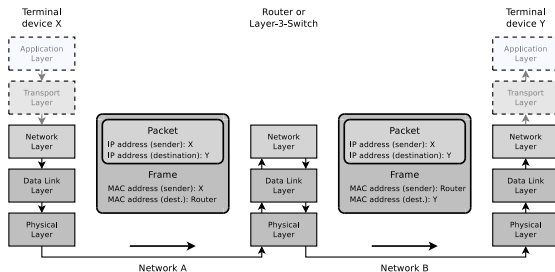 Terminal
device X
Application
Layer
Transport
Layer
Network
Layer
Data Link
Layer
Physical
Layer
Packet
IP address (sender): X
IP address (destination): Y
Frame
MAC address (sender): X
MAC address (dest.): Router
Network A
Router or
Layer-3-Switch
Network
Layer
Data Link
Layer
Physical
Layer
Packet
IP address (sender): X
IP address (destination): Y
Frame
MAC address (sender): Router
MAC address (dest.): Y
Network B
Terminal
device Y
Application
Layer
Transport
Layer
Network
Layer
Data Link
Layer
Physical
Layer